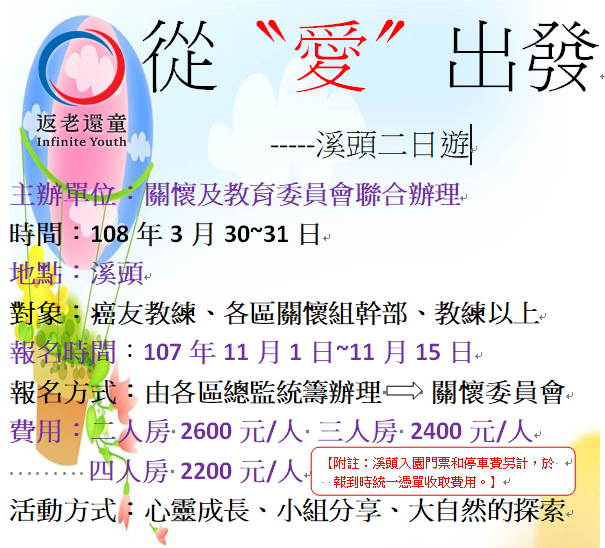 從〝愛〞出發
返老還童
Infinite Youth
-----溪頭二日遊
主辦單位：關懷及教育委員會聯合辦理
時間：108 年 3 月 30~31 日
地點：溪頭
對象：癌友教練、各區關懷組幹部、教練以上
報名時間：107 年 11 月 1 日~11 月 15 日
報名方式：由各區總監統籌辦理⇨ 關懷委員會
費用：二人房 2600 元/人 三人房 2400 元/人
四人房 2200 元/人
【附註：溪頭入園門票和停車費另計，於
報到時統一憑單收取費用。】
活動方式：心靈成長、小組分享、大自然的探索